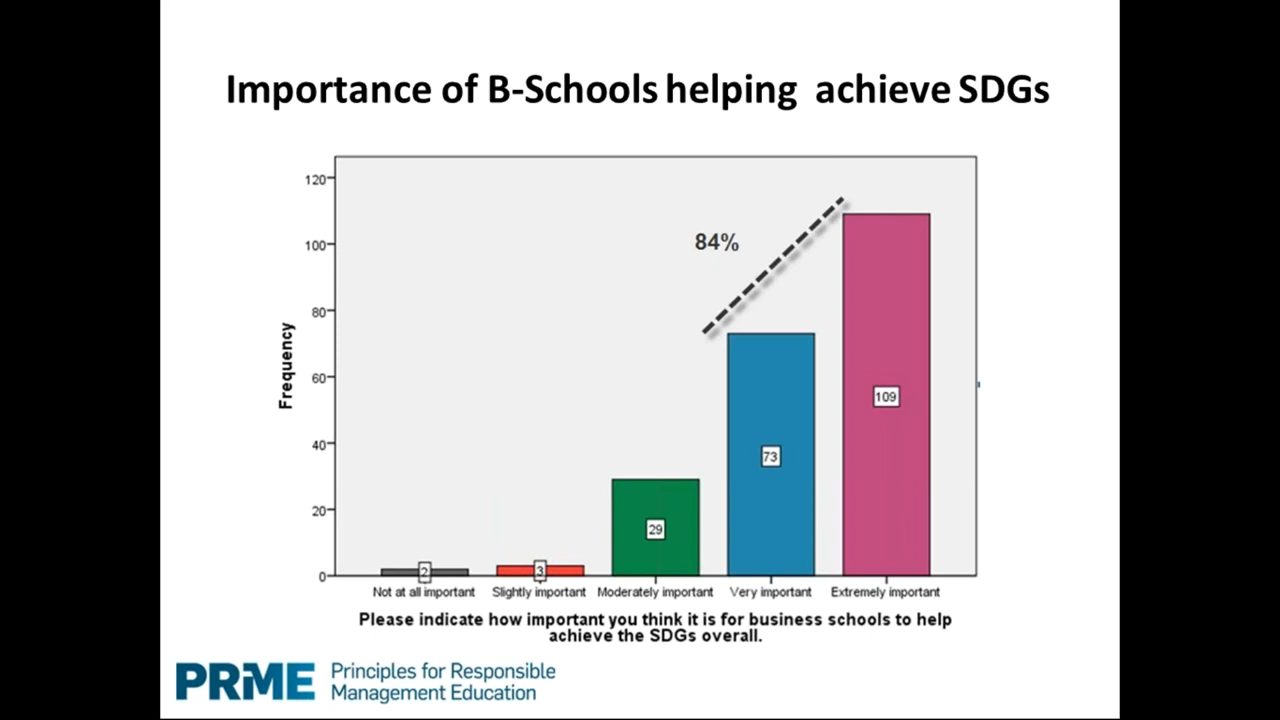 Importance of B-Schools helping achieve SDGs
120
100
80
60
40
20
0
Frequency
84%
2
3
29
73
109
Not at all important
Slightly important
Moderately important
Very important
Extremely important
Please indicate how important you think it is for business schools to help
achieve the SDGs overall.
PRME
Principles for Responsible
Management Education